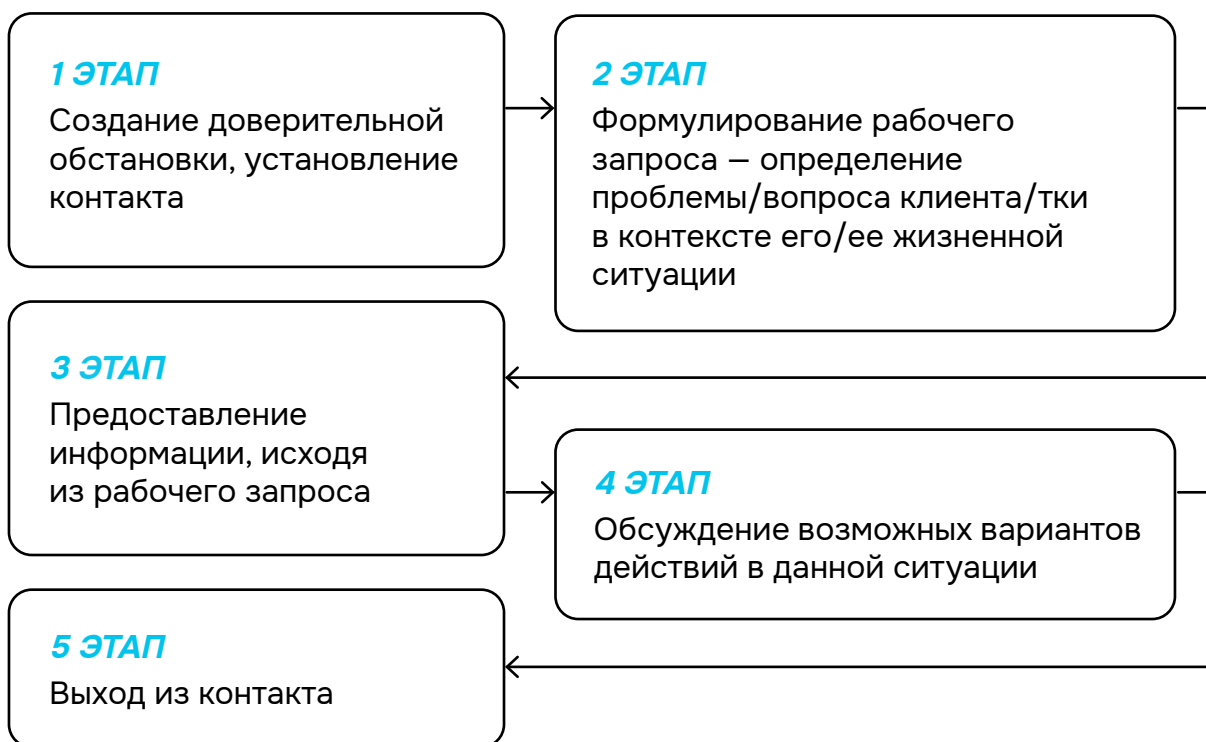 1 ЭТАП
Создание доверительной
обстановки, установление
контакта
2 ЭТАП
Формулирование рабочего
запроса — определение
проблемы/вопроса клиента/тки
в контексте его/ее жизненной
ситуации
3 ЭТАП
Предоставление
информации, исходя
из рабочего запроса
4 ЭТАП
Обсуждение возможных вариантов
действий в данной ситуации
5 ЭТАП
Выход из контакта